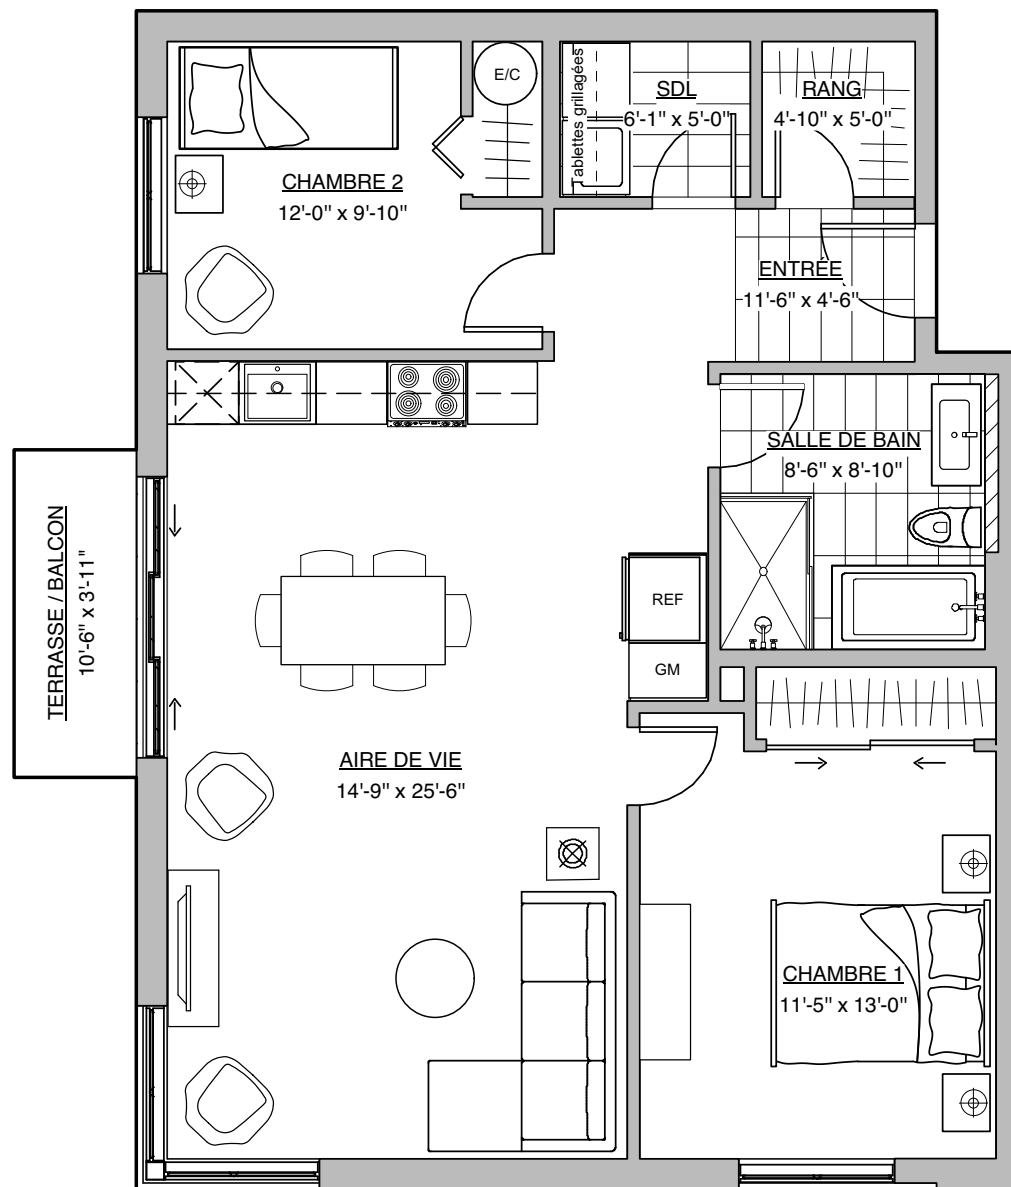 E/C
Tablettes grillagées
SDL
6'-1" x 5'-0"
RANG
4'-10" x 5'-0"
CHAMBRE 2
12'-0" x 9'-10"
ENTRÉE
11'-6" x 4'-6"
SALLE DE BAIN
8'-6" x 8'-10"
TERRASSE / BALCON
10'-6" x 3'-11"
REF
GM
AIRE DE VIE
14'-9" x 25'-6"
CHAMBRE 1
11'-5" x 13'-0"